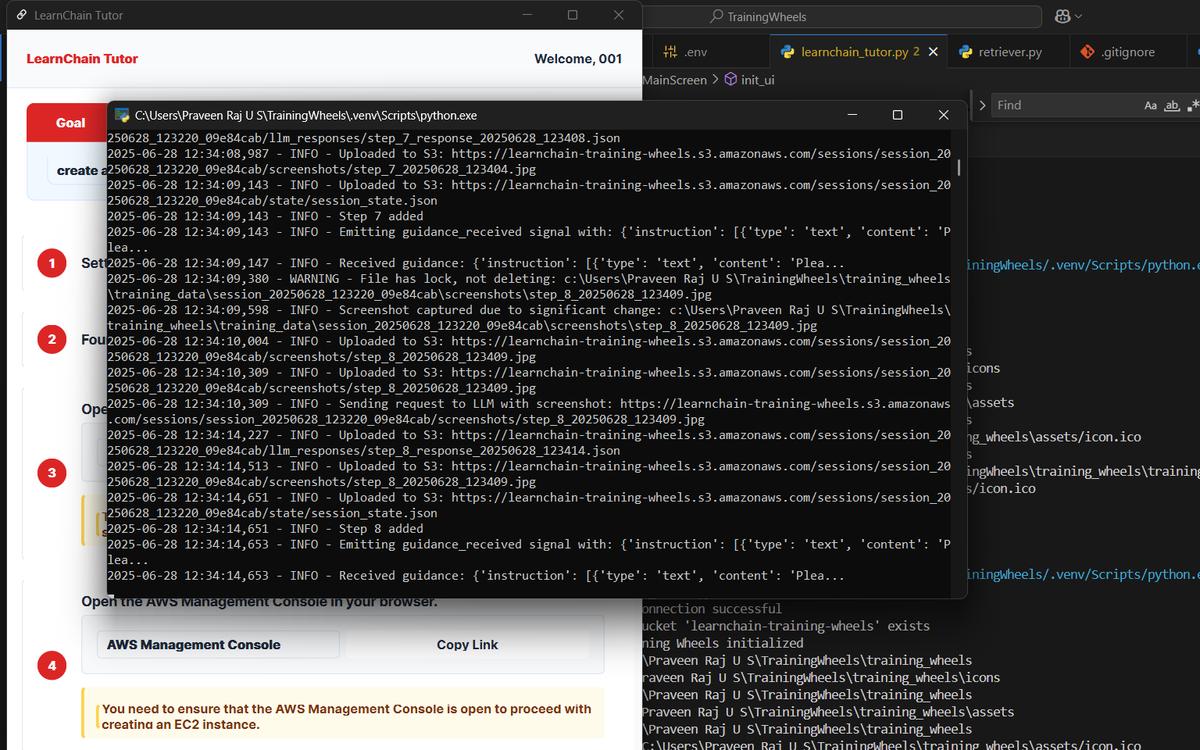 LearnChain Tutor
LearnChain Tutor
Welcome, 001
Goal
create a
1
Set
2
Fou
Ope
3
Open the AWS Management Console in your browser.
AWS Management Console
Copy Link
4
You need to ensure that the AWS Management Console is open to proceed with
creating an EC2 instance.
C:\Users\Praveen Raj U S\TrainingWheels\.venv\Scripts\python.exe
250628_123220_09e84cab/llm_responses/step_7_response_20250628_123408.json
2025-06-28 12:34:08,987 - INFO - Uploaded to S3: https://learnchain-training-wheels.s3.amazonaws.com/sessions/session_20
250628_123220_09e84cab/screenshots/step_7_20250628_123404.jpg
2025-06-28 12:34:09,143 - INFO - Uploaded to S3: https://learnchain-training-wheels.s3.amazonaws.com/sessions/session_20
250628_123220_09e84cab/state/session_state.json
2025-06-28 12:34:09,143 - INFO - Step 7 added
2025-06-28 12:34:09,143 - INFO - Emitting guidance_received signal with: {'instruction': [{'type': 'text', 'content': 'P
lea...
2025-06-28 12:34:09,147 - INFO - Received guidance: {'instruction': [{'type': 'text', 'content': 'Plea...
2025-06-28 12:34:09,380 - WARNING - File has lock, not deleting: c:\Users\Praveen Raj U S\TrainingWheels\training_wheels
\training_data\session_20250628_123220_09e84cab\screenshots\step_8_20250628_123409.jpg
2025-06-28 12:34:09,598 - INFO - Screenshot captured due to significant change: c:\Users\Praveen Raj U S\TrainingWheels\
training_wheels\training_data\session_20250628_123220_09e84cab\screenshots\step_8_20250628_123409.jpg
2025-06-28 12:34:10,004 - INFO - Uploaded to S3: https://learnchain-training-wheels.s3.amazonaws.com/sessions/session_20
250628_123220_09e84cab/screenshots/step_8_20250628_123409.jpg
2025-06-28 12:34:10,309 - INFO - Uploaded to S3: https://learnchain-training-wheels.s3.amazonaws.com/sessions/session_20
250628_123220_09e84cab/screenshots/step_8_20250628_123409.jpg
2025-06-28 12:34:10,309 - INFO - Sending request to LLM with screenshot: https://learnchain-training-wheels.s3.amazonaws
.com/sessions/session_20250628_123220_09e84cab/screenshots/step_8_20250628_123409.jpg
2025-06-28 12:34:14,227 - INFO - Uploaded to S3: https://learnchain-training-wheels.s3.amazonaws.com/sessions/session_20
250628_123220_09e84cab/llm_responses/step_8_response_20250628_123414.json
2025-06-28 12:34:14,513 - INFO - Uploaded to S3: https://learnchain-training-wheels.s3.amazonaws.com/sessions/session_20
250628_123220_09e84cab/screenshots/step_8_20250628_123409.jpg
2025-06-28 12:34:14,651 - INFO - Uploaded to S3: https://learnchain-training-wheels.s3.amazonaws.com/sessions/session_20
250628_123220_09e84cab/state/session_state.json
2025-06-28 12:34:14,651 - INFO - Step 8 added
2025-06-28 12:34:14,653 - INFO - Emitting guidance_received signal with: {'instruction': [{'type': 'text', 'content': 'P
lea...
2025-06-28 12:34:14,653 - INFO - Received guidance: {'instruction': [{'type': 'text', 'content': 'Plea...
TrainingWheels
.env
learnchain_tutor.py 2
retriever.py
.gitignore
MainScreen > init_ui
Find
Aa ab
iningWheels/.venv/Scripts/python.e
s
icons
s
\assets
s
ng_wheels\assets/icon.ico
s
iningWheels\training_wheels\training
s/icon.ico
iningWheels/.venv/Scripts/python.e
onnection successful
ucket 'learnchain-training-wheels' exists
ning Wheels initialized
\Praveen Raj U S\TrainingWheels\training_wheels
raveen Raj U S\TrainingWheels\training_wheels\icons
\Praveen Raj U S\TrainingWheels\training_wheels
Praveen Raj U S\TrainingWheels\training_wheels\assets
\Praveen Raj U S\TrainingWheels\training_wheels
C:\Users\Praveen Raj U S\TrainingWheels\training_wheels\assets/icon.ico